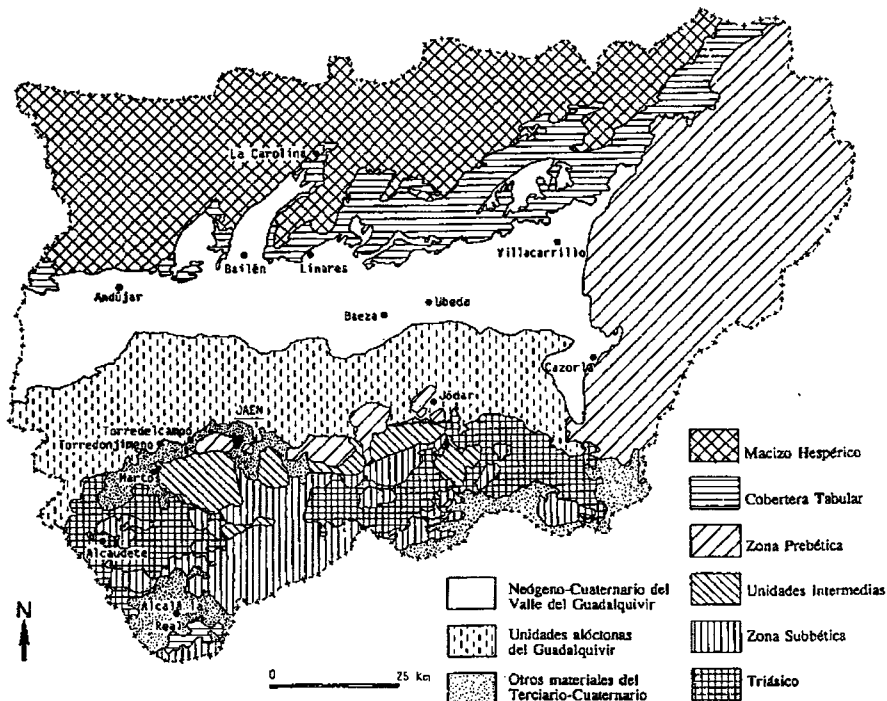 La Carolina
Villacarrillo
Bailén
Linares
Andújar
Baeza
Ubeda
Cazorla
Jódar
JAEN
Torredelcampo
Torredonjimeno
Martos
Alcaudete
Alcalá la
Real
N
0 25 km
Macizo Hespérico
Cobertera Tabular
Zona Prebética
Neógeno-Cuaternario del
Valle del Guadalquivir
Unidades Intermedias
Unidades alóctonas
del Guadalquivir
Zona Subbética
Otros materiales del
Terciario-Cuaternario
Triásico